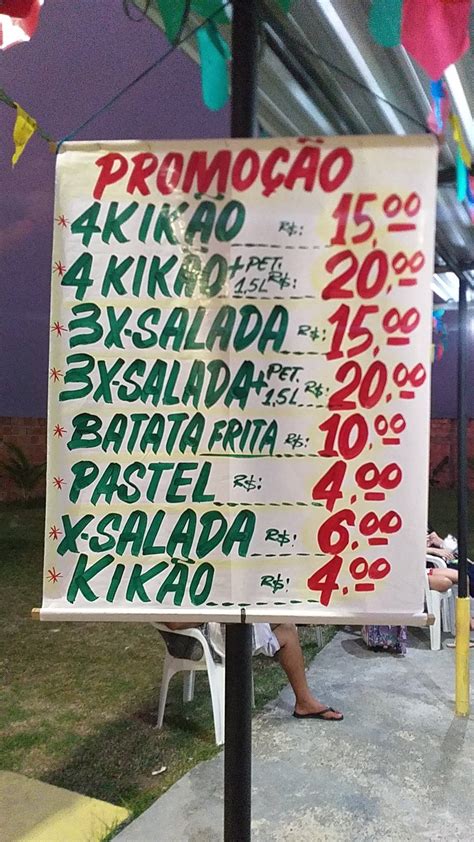 PROMOÇÃO
* 4 KIKÃO R$: 15,00
* 4 KIKÃO + PET. 1,5L R$: 20,00
* 3 X-SALADA R$: 15,00
* 3 X-SALADA + PET. 1,5L R$: 20,00
* BATATA FRITA R$: 10,00
* PASTEL R$: 4,00
* X-SALADA R$: 6,00
* KIKÃO R$: 4,00